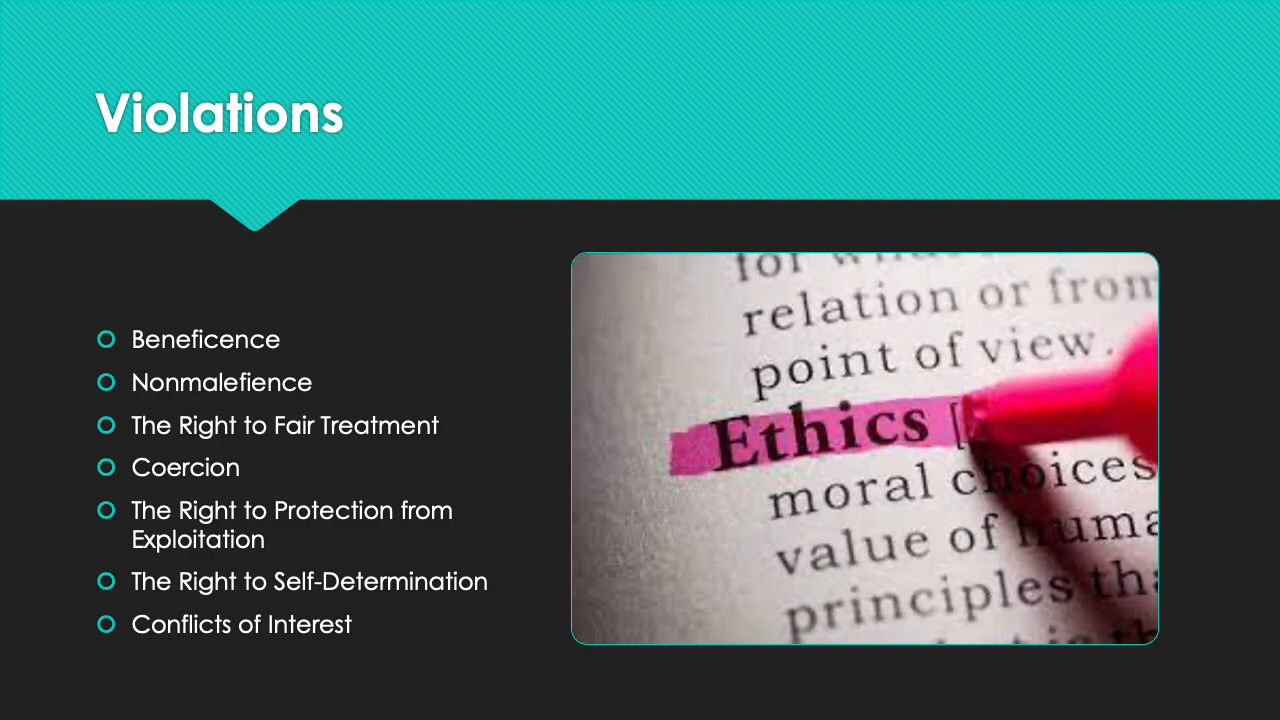 Violations
Beneficence
Nonmalefience
The Right to Fair Treatment
Coercion
The Right to Protection from
Exploitation
The Right to Self-Determination
Conflicts of Interest
for
relation or from
point of view.
Ethics [
moral choices
value of
principles